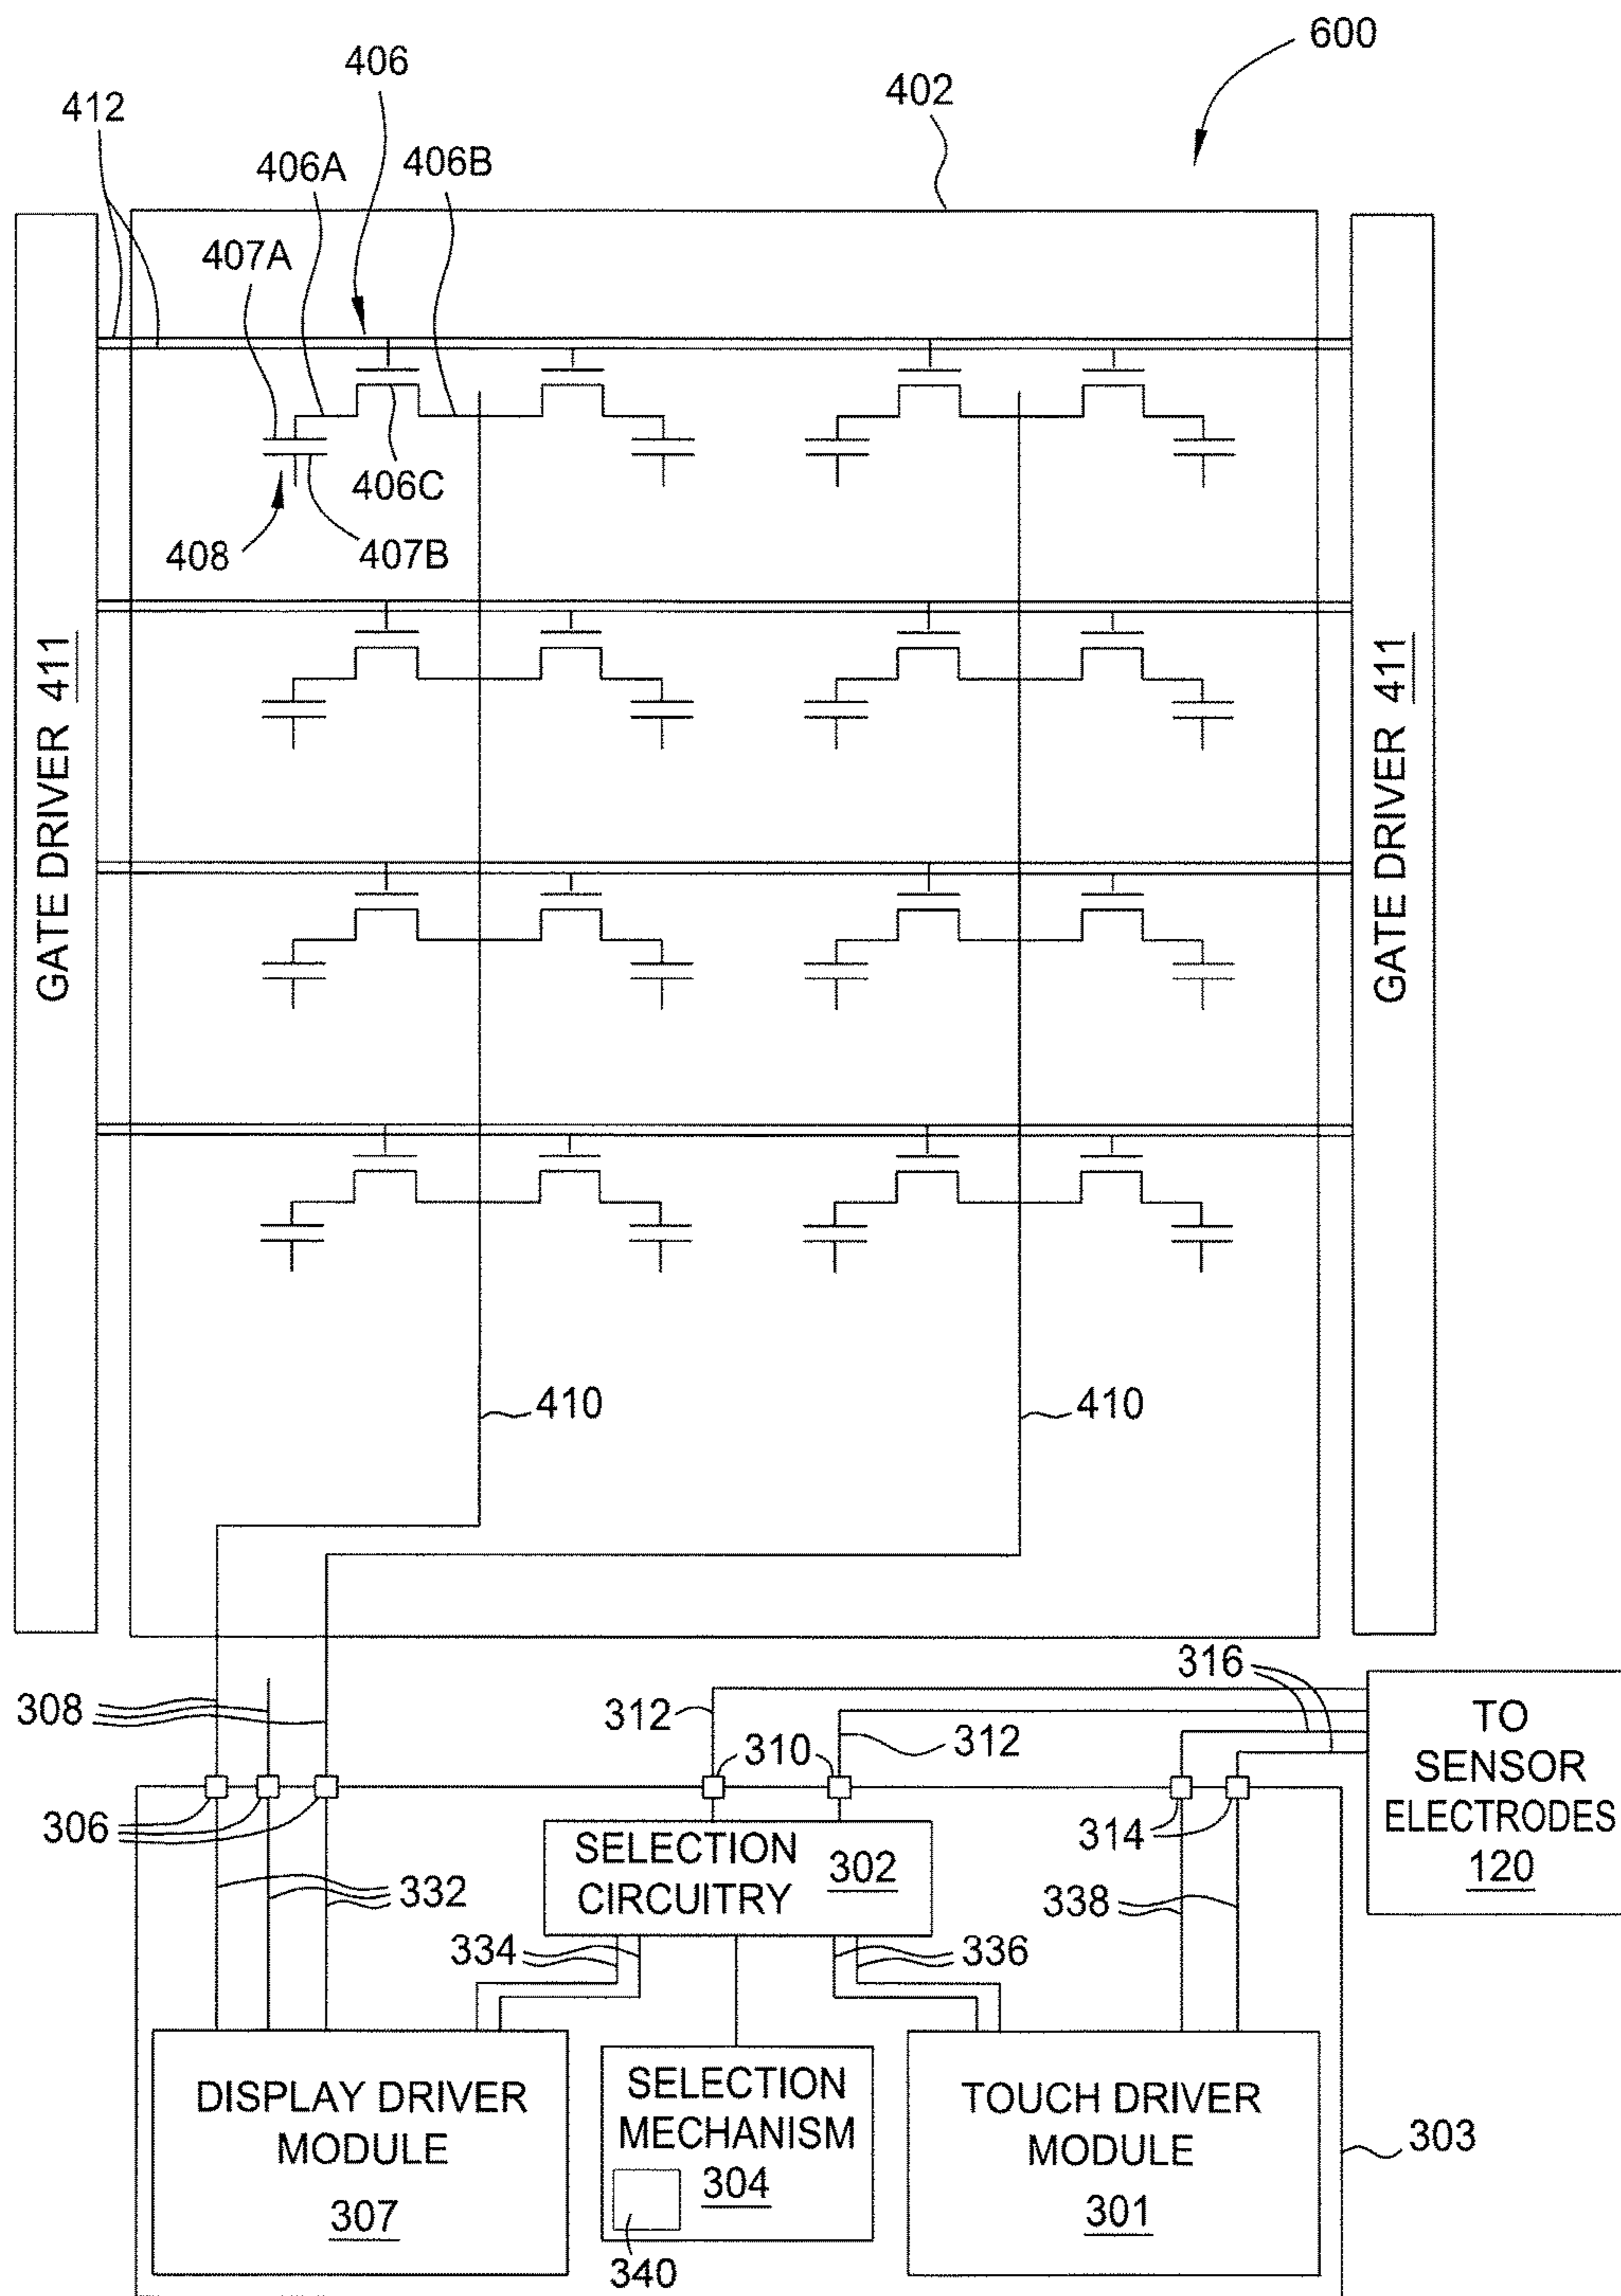 600
406
402
412
406A
406B
407A
406C
408
407B
GATE DRIVER 411
GATE DRIVER 411
410
410
316
308
312
310
312
TO
SENSOR
ELECTRODES
120
306
314
SELECTION
CIRCUITRY
302
332
338
334
336
DISPLAY DRIVER
MODULE
307
SELECTION
MECHANISM
304
340
TOUCH DRIVER
MODULE
301
303